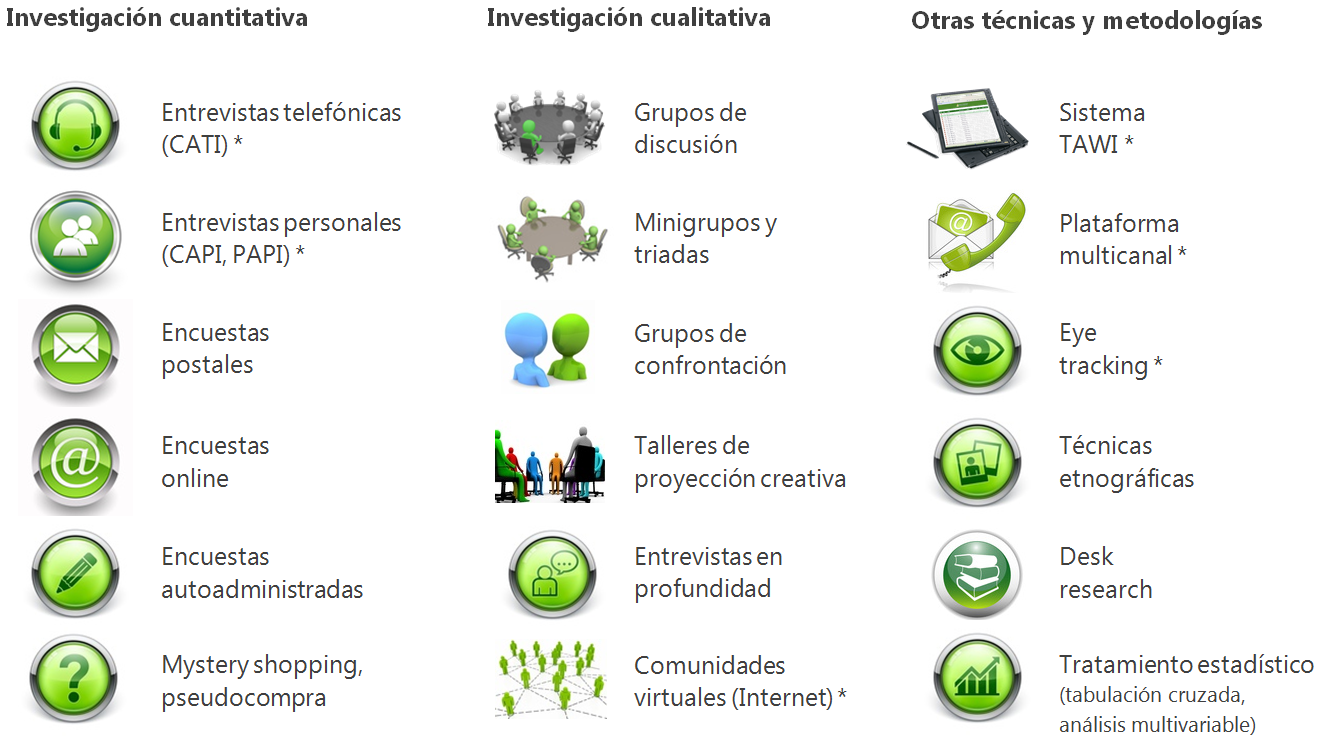 Investigación cuantitativa
Entrevistas telefónicas
(CATI) *
Entrevistas personales
(CAPI, PAPI) *
Encuestas
postales
Encuestas
online
Encuestas
autoadministradas
Mystery shopping,
pseudocompra
Investigación cualitativa
Grupos de
discusión
Minigrupos y
triadas
Grupos de
confrontación
Talleres de
proyección creativa
Entrevistas en
profundidad
Comunidades
virtuales (Internet) *
Otras técnicas y metodologías
Sistema
TAWI *
Plataforma
multicanal *
Eye
tracking *
Técnicas
etnográficas
Desk
research
Tratamiento estadístico
(tabulación cruzada,
análisis multivariable)